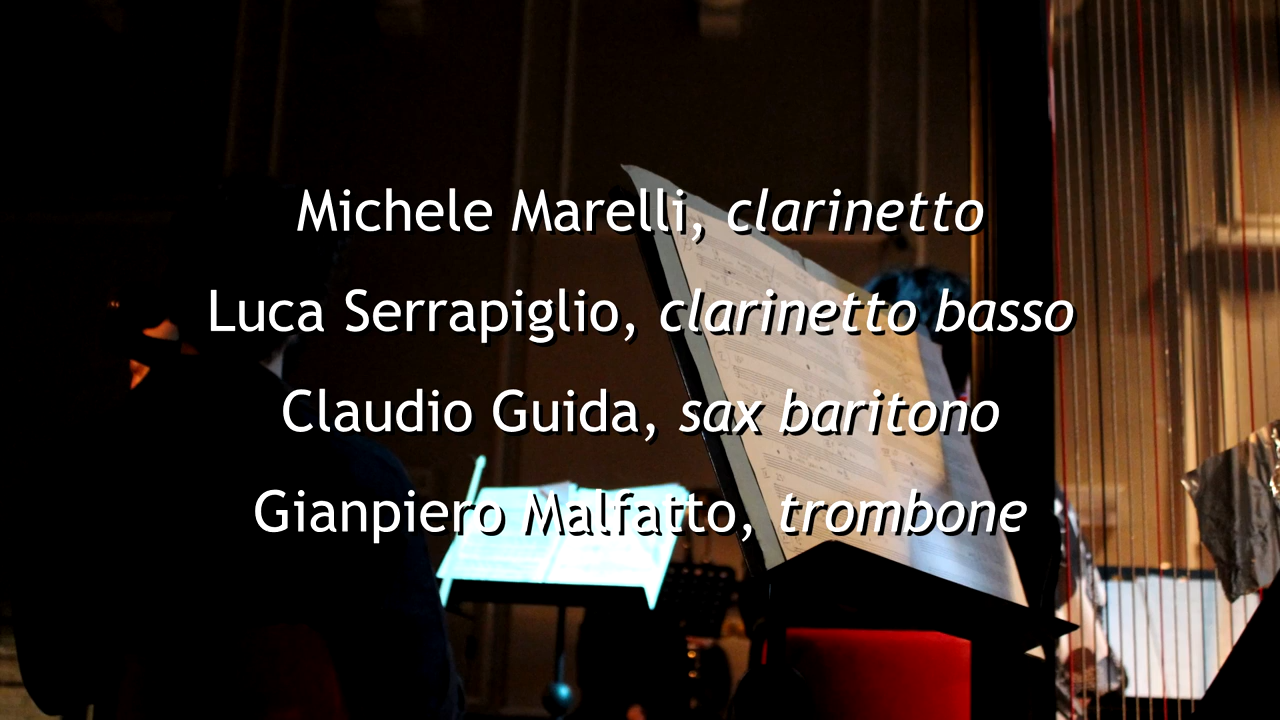 Michele Marelli, clarinetto
Luca Serrapiglio, clarinetto basso
Claudio Guida, sax baritono
Gianpiero Malfatto, trombone